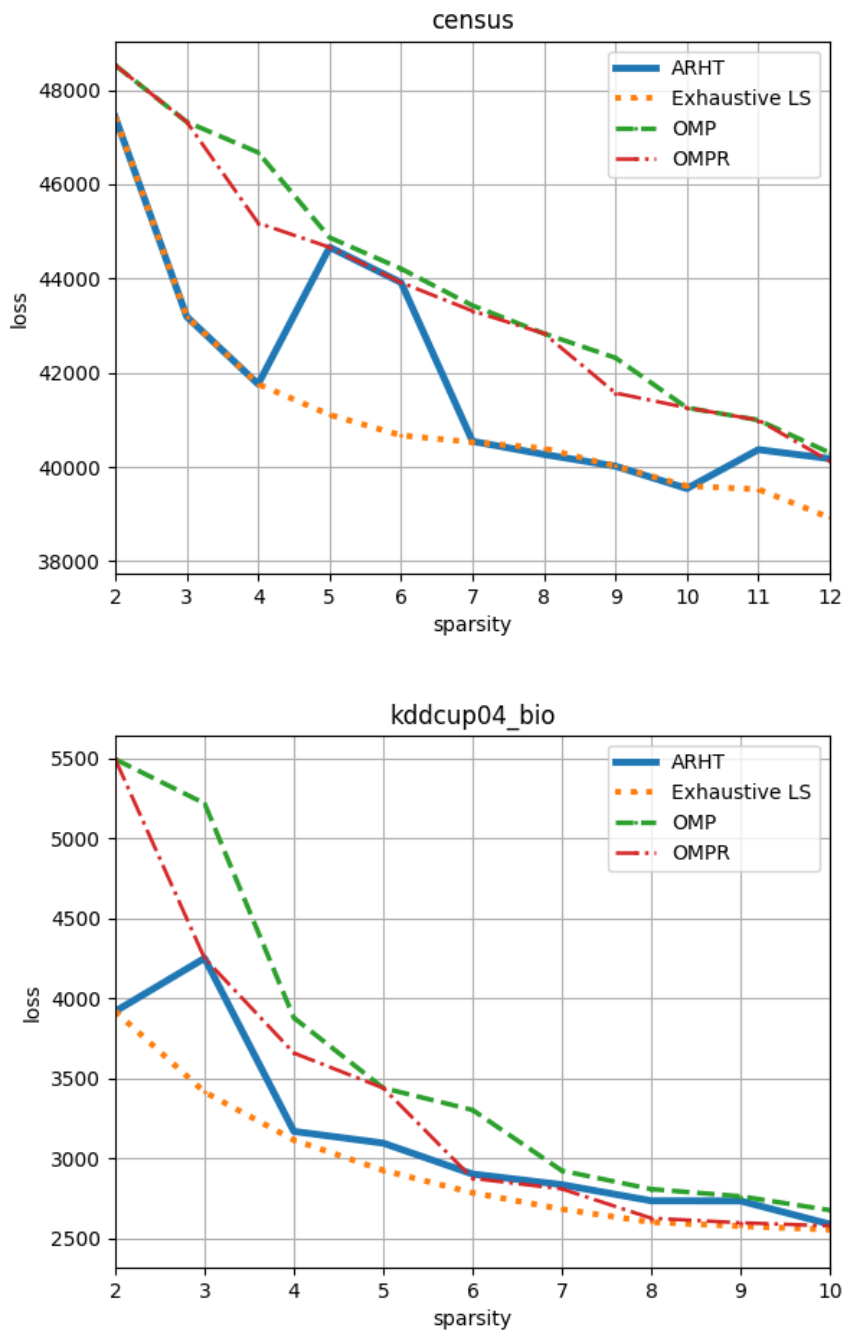 census
48000
46000
44000
42000
40000
38000
loss
ARHT
Exhaustive LS
OMP
OMPR
2 3 4 5 6 7 8 9 10 11 12
sparsity
kddcup04_bio
5500
5000
4500
4000
3500
3000
2500
loss
ARHT
Exhaustive LS
OMP
OMPR
2 3 4 5 6 7 8 9 10
sparsity